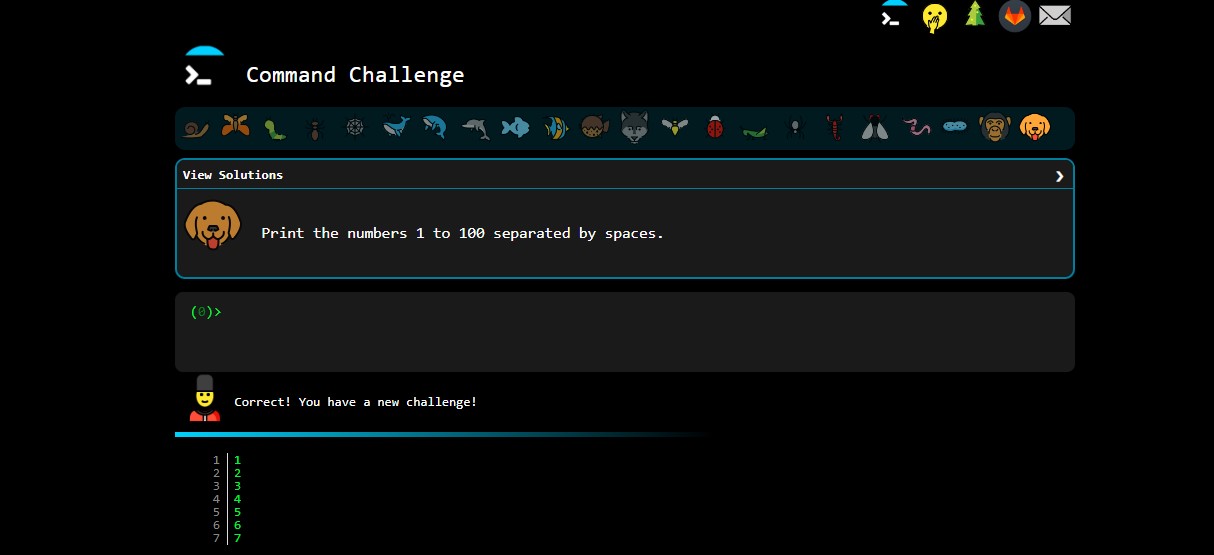 Command Challenge
View Solutions
Print the numbers 1 to 100 separated by spaces.
(0)>
Correct! You have a new challenge!
1 1
2 2
3 3
4 4
5 5
6 6
7 7